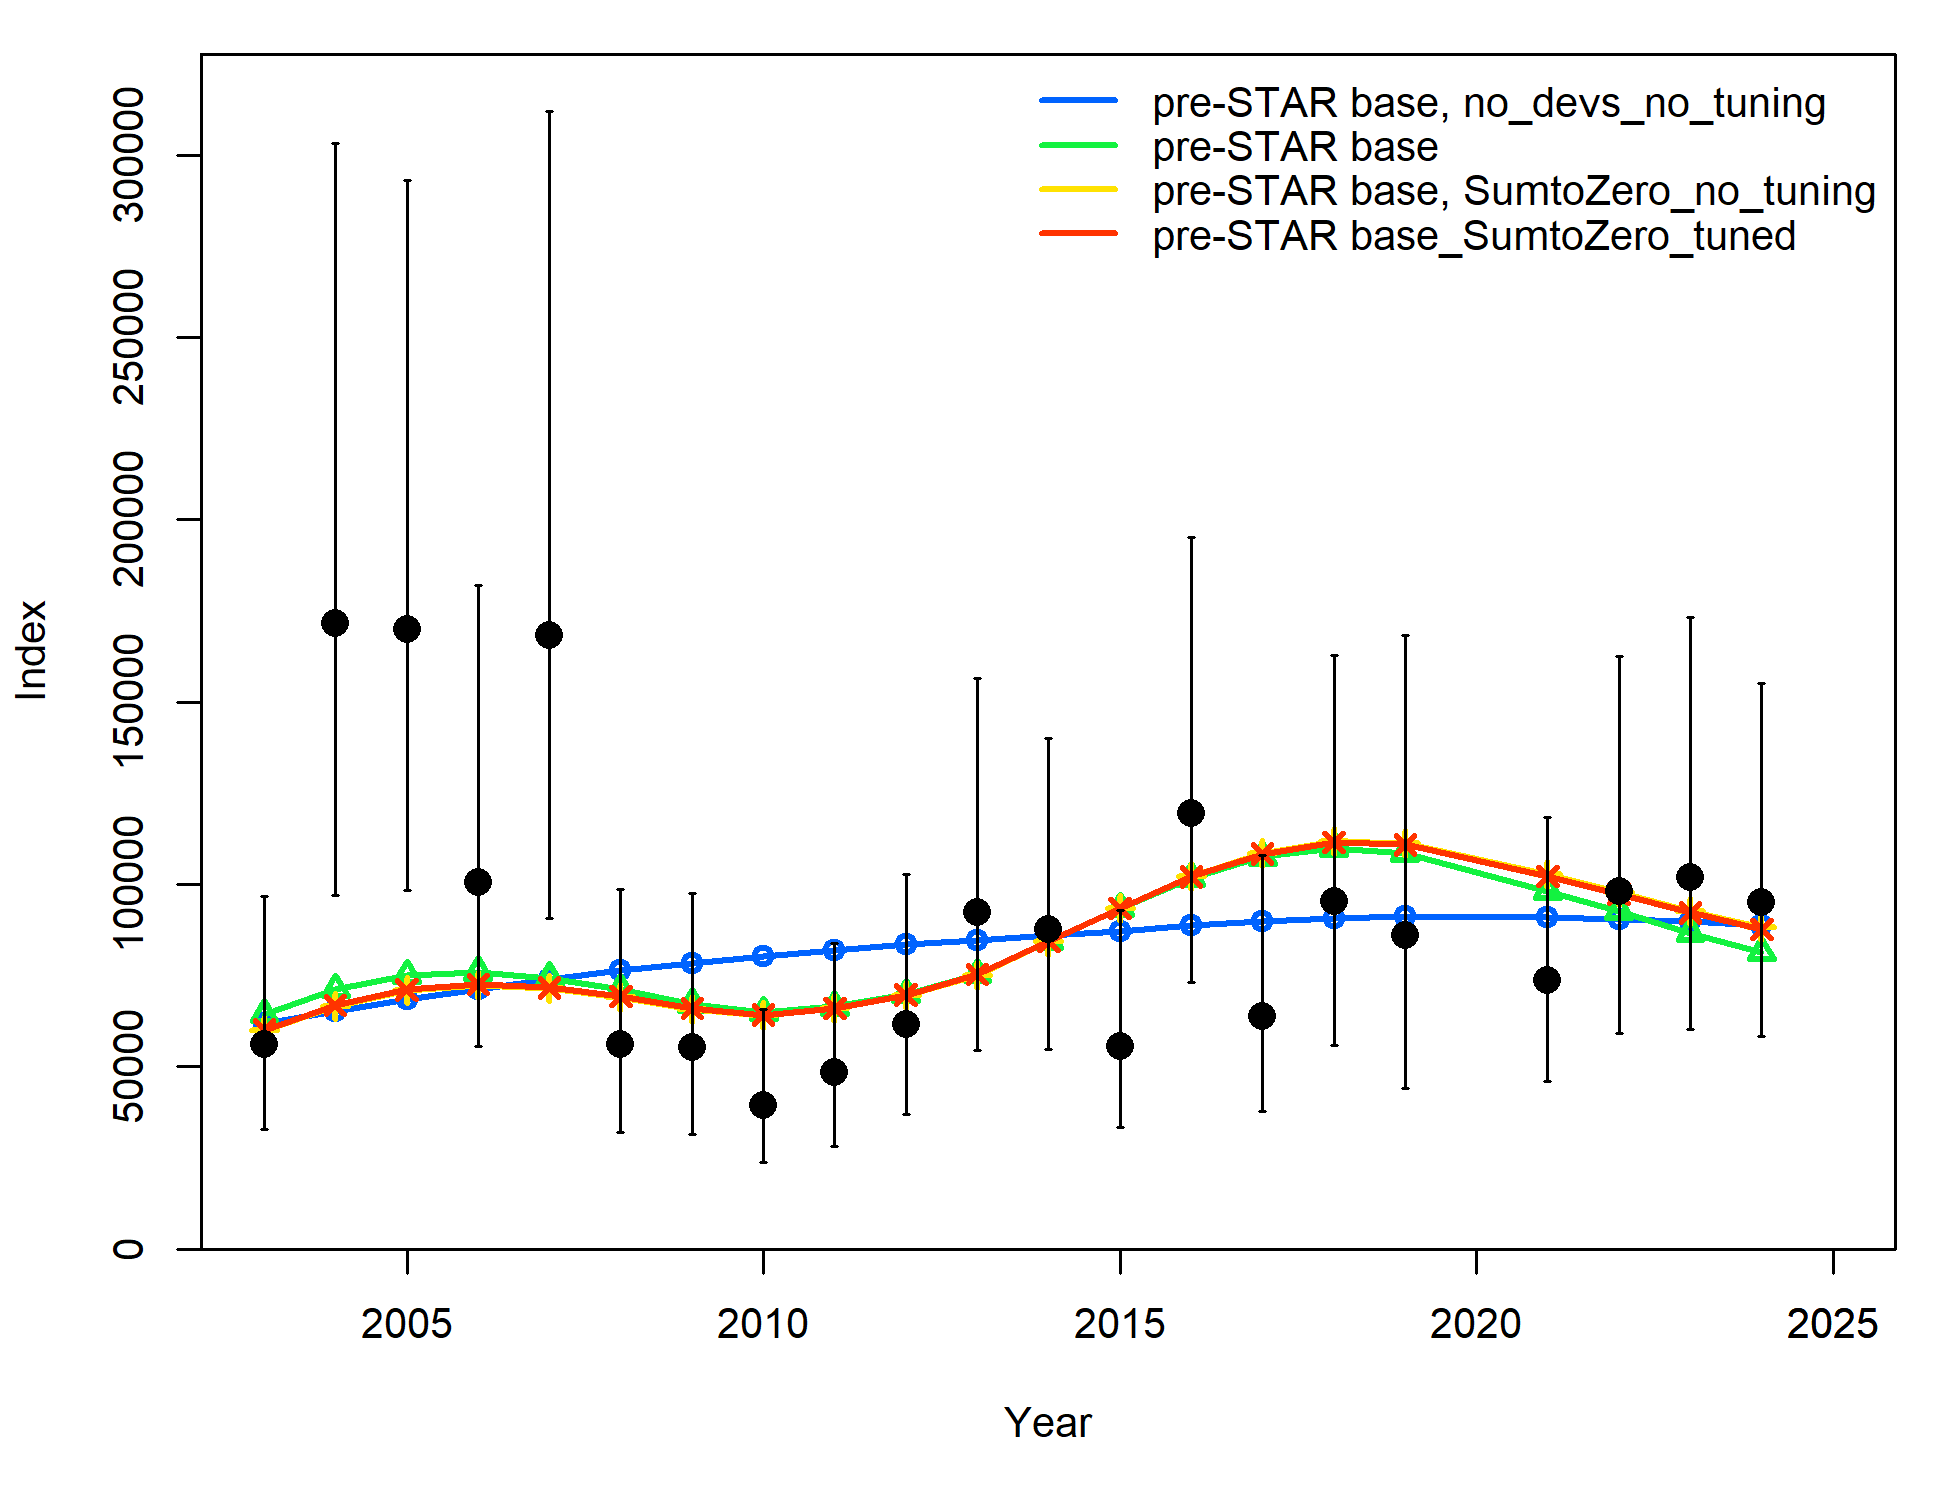 pre-STAR base, no_devs_no_tuning
pre-STAR base
pre-STAR base, SumtoZero_no_tuning
pre-STAR base_SumtoZero_tuned
Index
300000
250000
200000
150000
100000
50000
0
2005 2010 2015 2020 2025
Year